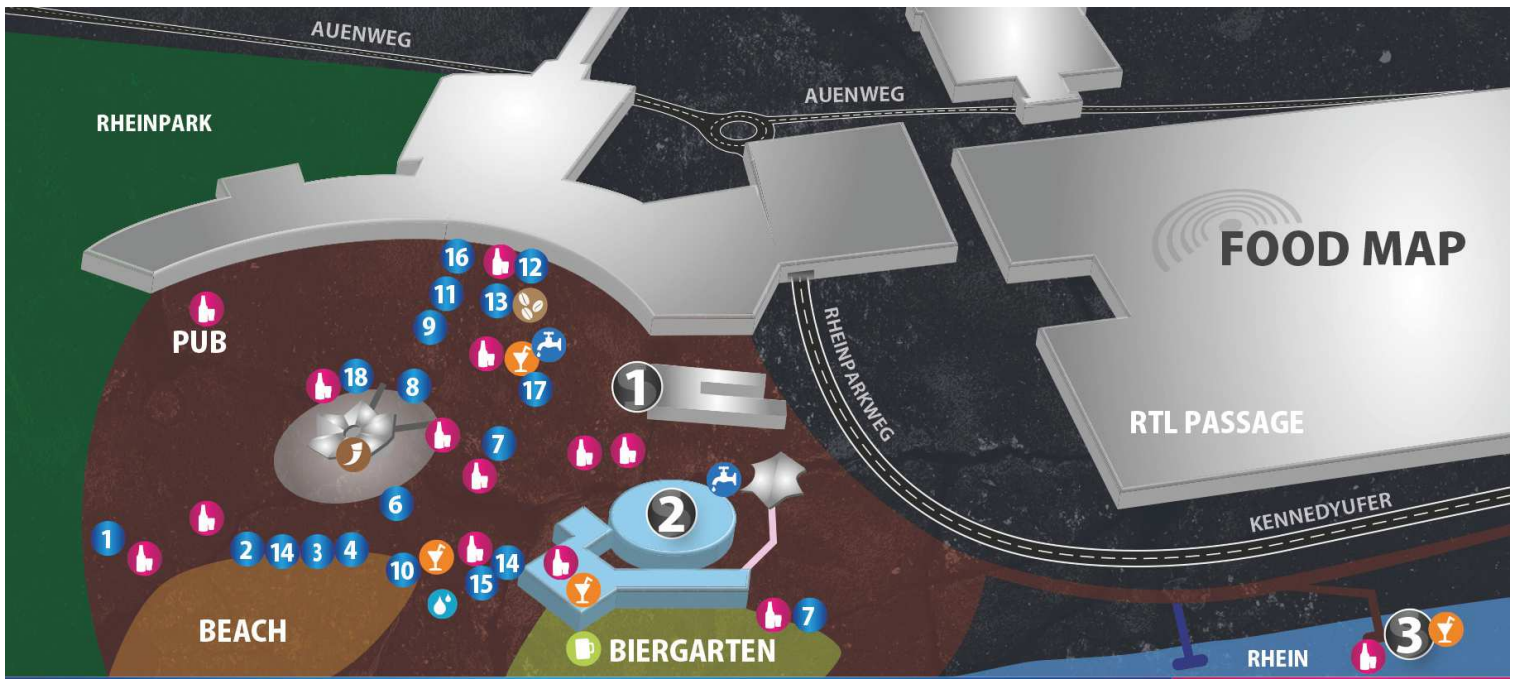 AUENWEG
AUENWEG
RHEINPARK
FOOD MAP
16
12
11
13
9
PUB
RHEINPARKWEG
18
8
17
1
RTL PASSAGE
7
6
2
KENNEDYUFER
1
2
14
3
4
10
14
15
BEACH
7
BIERGARTEN
3
RHEIN